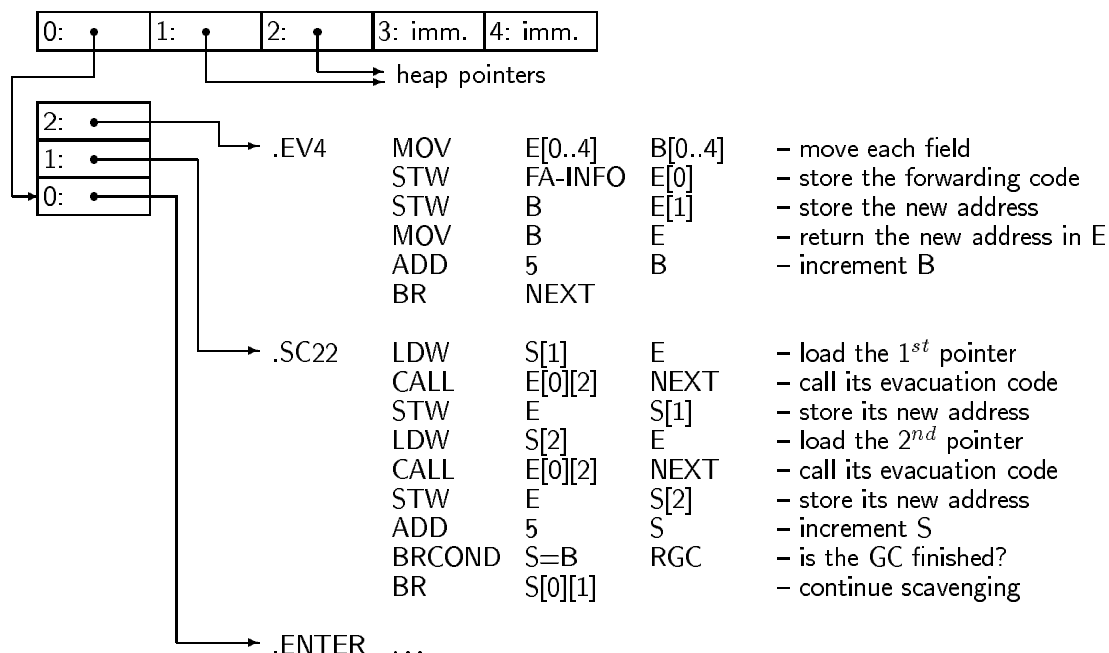 0: 1: 2: 3: imm. 4: imm.
heap pointers
2:
1:
0:
.EV4 MOV E[0..4] B[0..4] – move each field
STW FA-INFO E[0] – store the forwarding code
STW B E[1] – store the new address
MOV B E – return the new address in E
ADD 5 B – increment B
BR NEXT
.SC22 LDW S[1] E – load the 1st pointer
CALL E[0][2] NEXT – call its evacuation code
STW E S[1] – store its new address
LDW S[2] E – load the 2nd pointer
CALL E[0][2] NEXT – call its evacuation code
STW E S[2] – store its new address
ADD 5 S – increment S
BRCOND S=B RGC – is the GC finished?
BR S[0][1] – continue scavenging
.ENTER ...